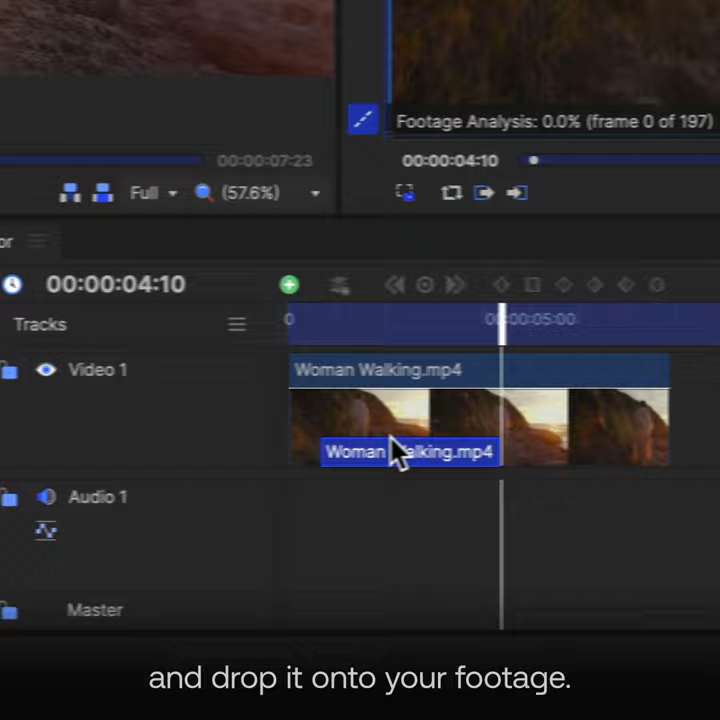 Footage Analysis: 0.0% (frame 0 of 197)
00:00:07:23
00:00:04:10
Full
(57.6%)
or
00:00:04:10
Tracks
0
00:00:05:00
Video 1
Woman Walking.mp4
Woman Walking.mp4
Audio 1
Master
and drop it onto your footage.